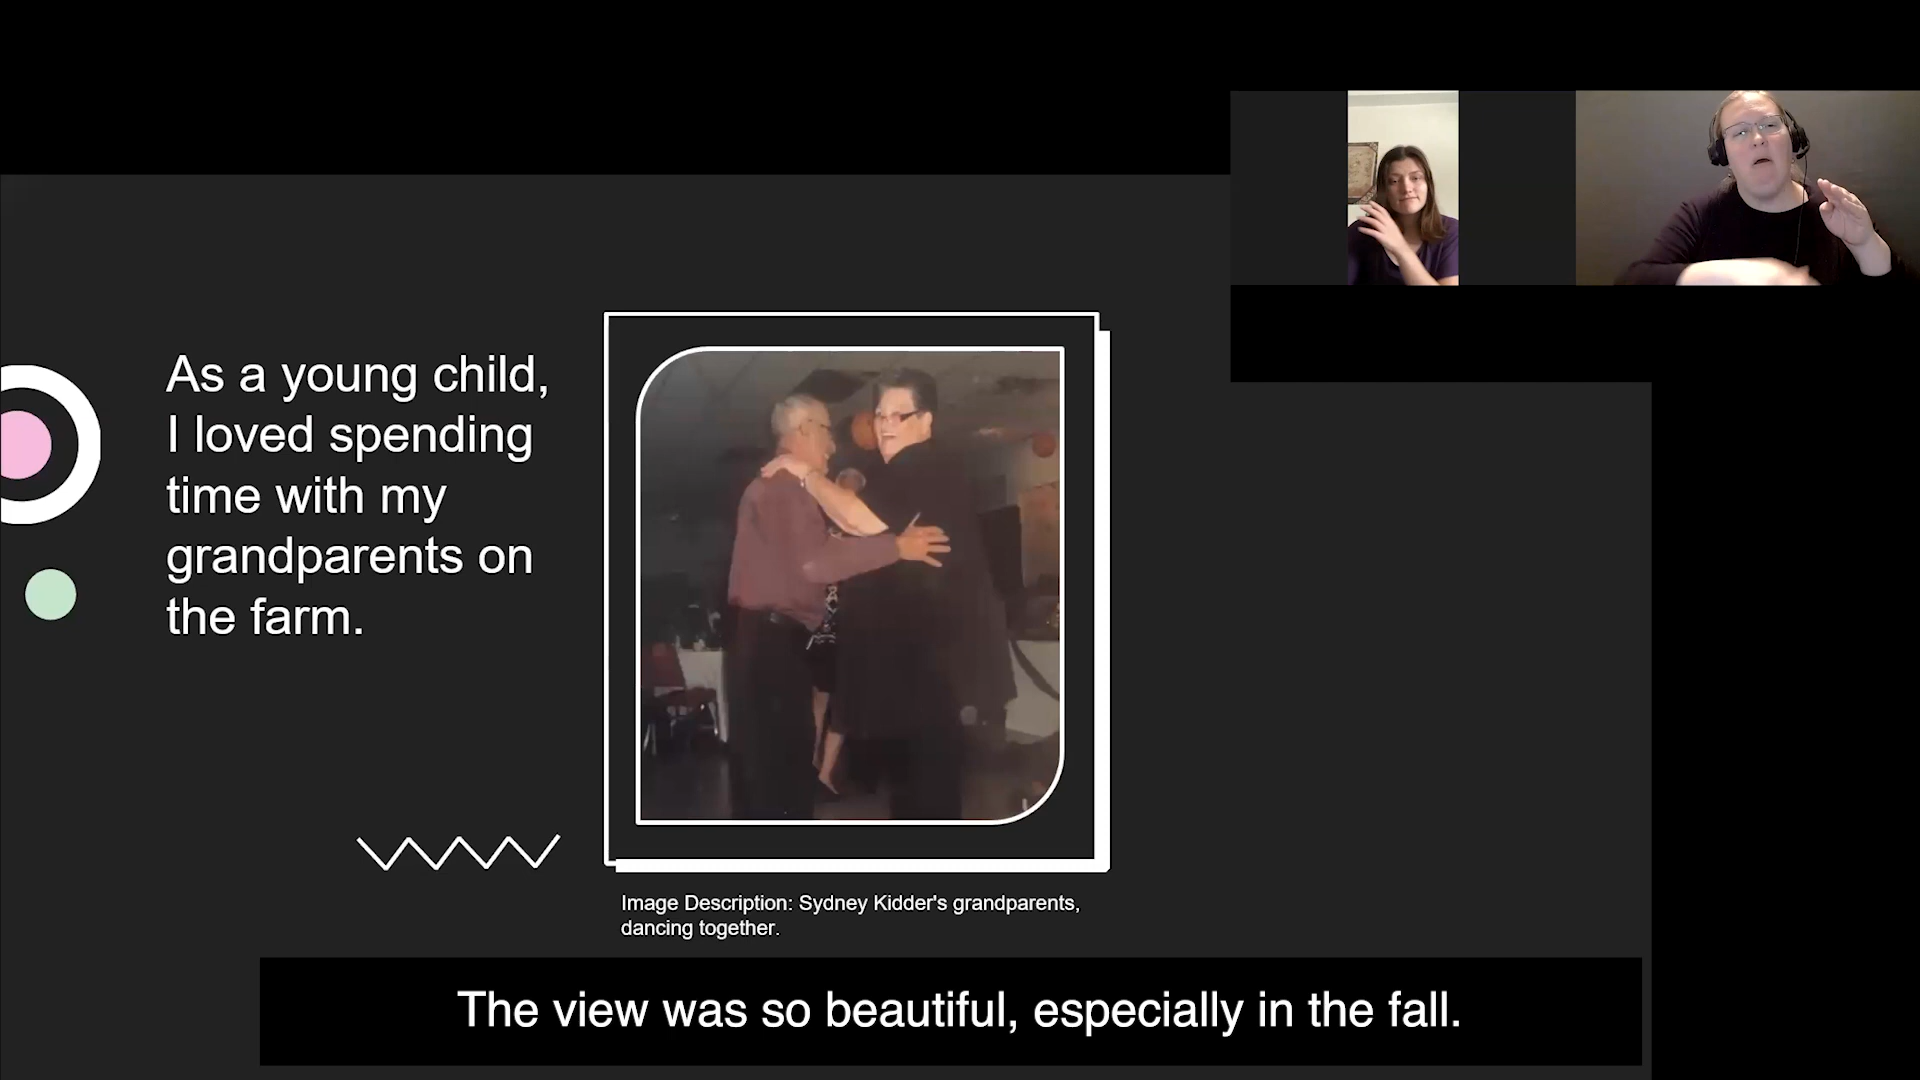 As a young child,
I loved spending
time with my
grandparents on
the farm.
Image Description: Sydney Kidder's grandparents,
dancing together.
The view was so beautiful, especially in the fall.